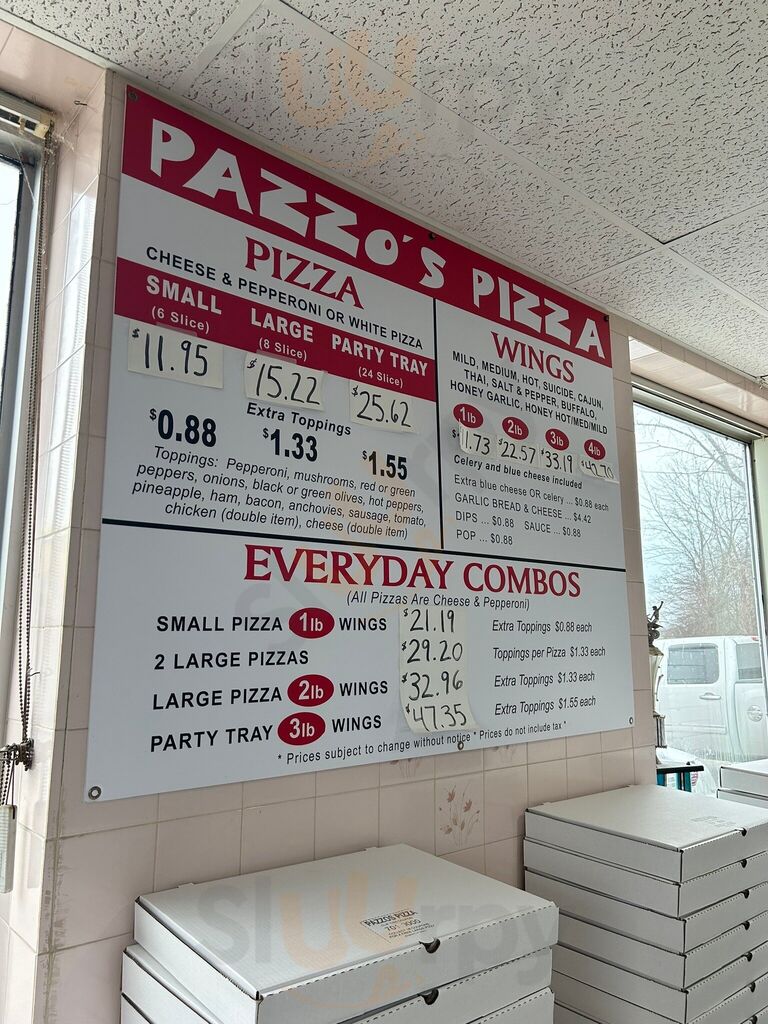 PAZZO'S PIZZA
PIZZA
CHEESE & PEPPERONI OR WHITE PIZZA
SMALL LARGE PARTY TRAY
(6 Slice) (8 Slice) (24 Slice)
$11.95 $15.22 $25.62
Extra Toppings
$0.88 $1.33 $1.55
Toppings: Pepperoni, mushrooms, red or green
peppers, onions, black or green olives, hot peppers,
pineapple, ham, bacon, anchovies, sausage, tomato,
chicken (double item), cheese (double item)
WINGS
MILD, MEDIUM, HOT, SUICIDE, CAJUN,
THAI, SALT & PEPPER, BUFFALO,
HONEY GARLIC, HONEY HOT/MED/MILD
1lb 2lb 3lb 4lb
$11.73 $22.57 $33.19
Celery and blue cheese included
Extra blue cheese OR celery ... $0.88 each
GARLIC BREAD & CHEESE ... $4.42
DIPS ... $0.88 SAUCE ... $0.88
POP ... $0.88
EVERYDAY COMBOS
(All Pizzas Are Cheese & Pepperoni)
SMALL PIZZA 1lb WINGS $21.19 Extra Toppings $0.88 each
2 LARGE PIZZAS $29.20 Toppings per Pizza $1.33 each
LARGE PIZZA 2lb WINGS $32.96 Extra Toppings $1.33 each
PARTY TRAY 3lb WINGS $47.35 Extra Toppings $1.55 each
* Prices subject to change without notice * Prices do not include tax *
PAZZOS PIZZA
Sluurpy